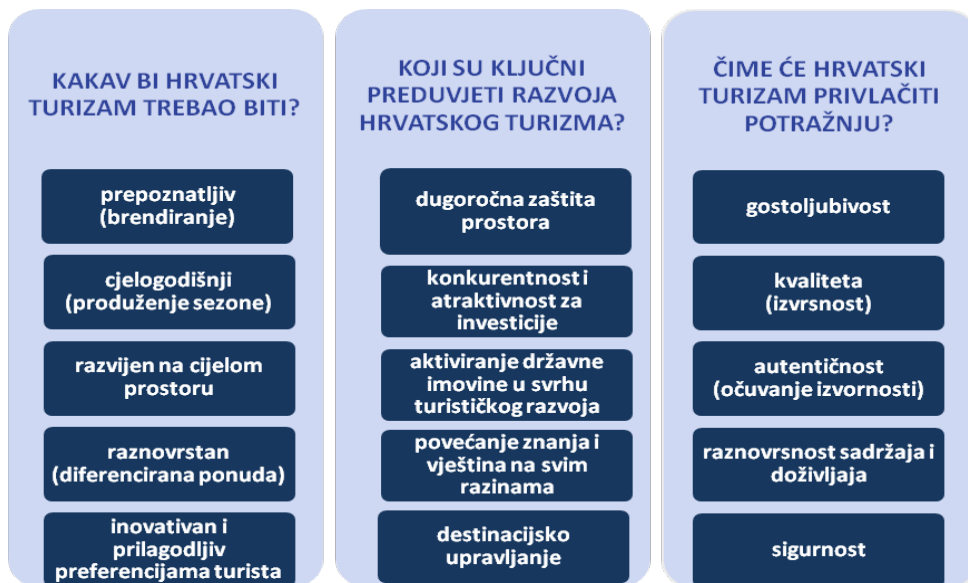 KAKAV BI HRVATSKI
TURIZAM TREBAO BITI?
prepoznatljiv
(brendiranje)
cjelogodišnji
(produženje sezone)
razvijen na cijelom
prostoru
raznovrstan
(diferencirana ponuda)
inovativan i
prilagodljiv
preferencijama turista
KOJI SU KLJUČNI
PREDUVJETI RAZVOJA
HRVATSKOG TURIZMA?
dugoročna zaštita
prostora
konkurentnost i
atraktivnost za
investicije
aktiviranje državne
imovine u svrhu
turističkog razvoja
povećanje znanja i
vještina na svim
razinama
destinacijsko
upravljanje
ČIME ĆE HRVATSKI
TURIZAM PRIVLAČITI
POTRAŽNJU?
gostoljubivost
kvaliteta
(izvrsnost)
autentičnost
(očuvanje izvornosti)
raznovrsnost sadržaja i
doživljaja
sigurnost